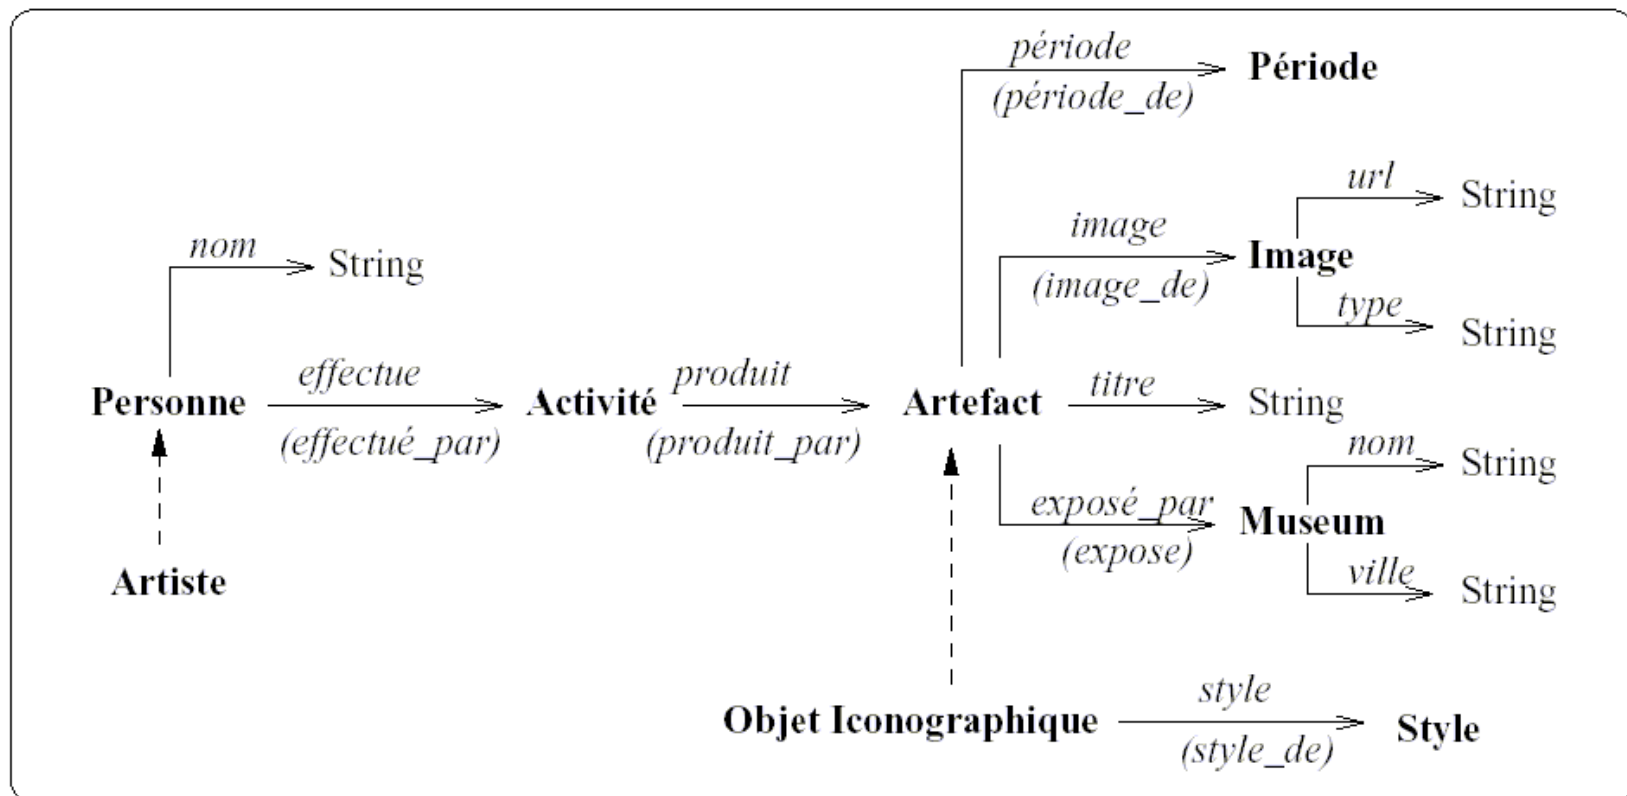 période
Période
(période_de)
url
String
image
nom
String
Image
(image_de)
type
String
effectue
produit
titre
Personne
Activité
Artefact
String
(effectué_par)
(produit_par)
nom
String
exposé_par
Museum
(expose)
Artiste
ville
String
style
Objet Iconographique
Style
(style_de)